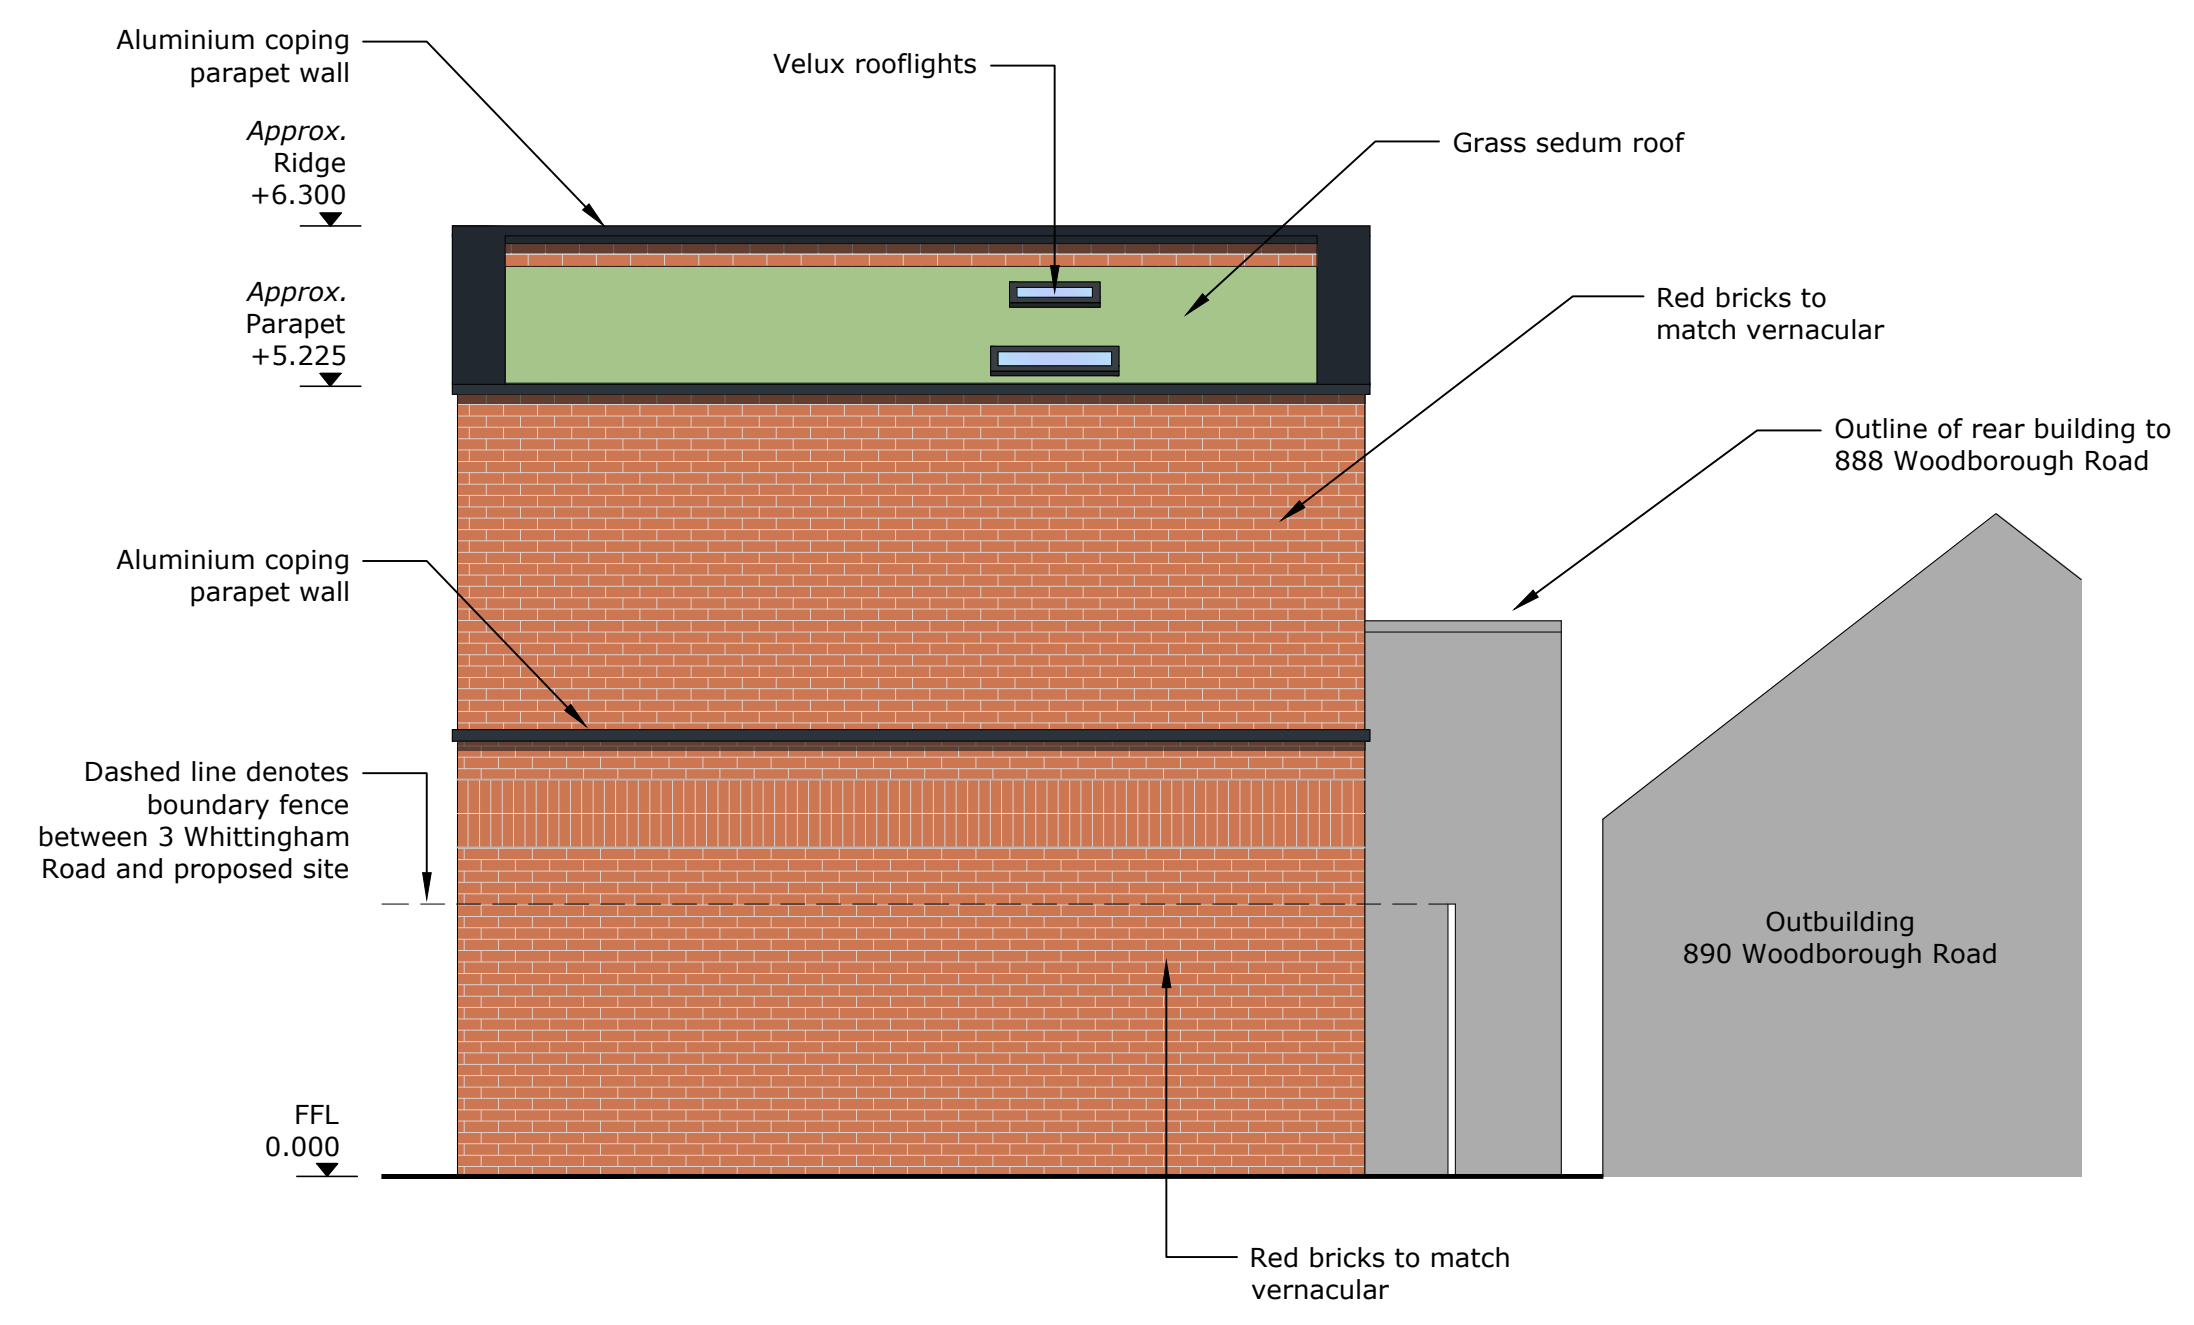 Aluminium coping
parapet wall
Velux rooflights
Approx.
Ridge
+6.300
Grass sedum roof
Approx.
Parapet
+5.225
Red bricks to
match vernacular
Outline of rear building to
888 Woodborough Road
Aluminium coping
parapet wall
Dashed line denotes
boundary fence
between 3 Whittingham
Road and proposed site
Outbuilding
890 Woodborough Road
FFL
0.000
Red bricks to match
vernacular